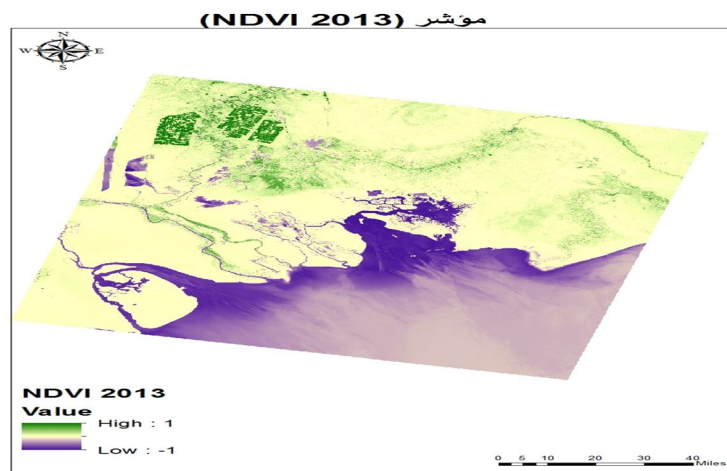 مؤشر (NDVI 2013)
N
W E
S
NDVI 2013
Value
High : 1
Low : -1
0 5 10 20 30 40
Miles